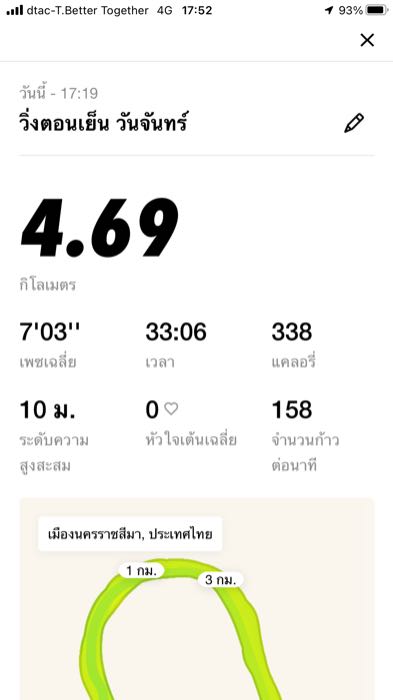 dtac-T.Better Together 4G 17:52 93%
วันนี้ - 17:19
วิ่งตอนเย็น วันจันทร์
4.69
กิโลเมตร
7'03'' 33:06 338
เพซเฉลี่ย เวลา แคลอรี่
10 ม. 0 158
ระดับความ หัวใจเต้นเฉลี่ย จำนวนก้าว
สูงสะสม ต่อนาที
เมืองนครราชสีมา, ประเทศไทย
1 กม.
3 กม.